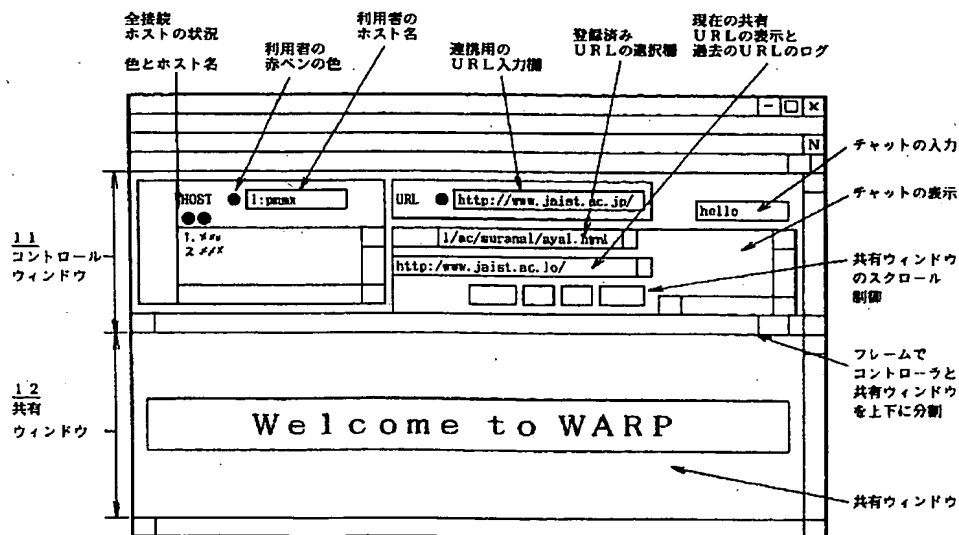 全接続
ホストの状況
色とホスト名
利用者の
赤ペンの色
利用者の
ホスト名
連携用の
URL入力欄
登録済み
URLの選択欄
現在の共有
URLの表示と
過去のURLのログ
N
チャットの入力
チャットの表示
共有ウィンドウ
のスクロール
制御
フレームで
コントローラと
共有ウィンドウ
を上下に分割
共有ウィンドウ
11
コントロール
ウィンドウ
12
共有
ウィンドウ
HOST
URL
http://www.jaist.ac.jp/
hello
1.
2
http:/www.jaist.ac.lo/
Welcome to WARP